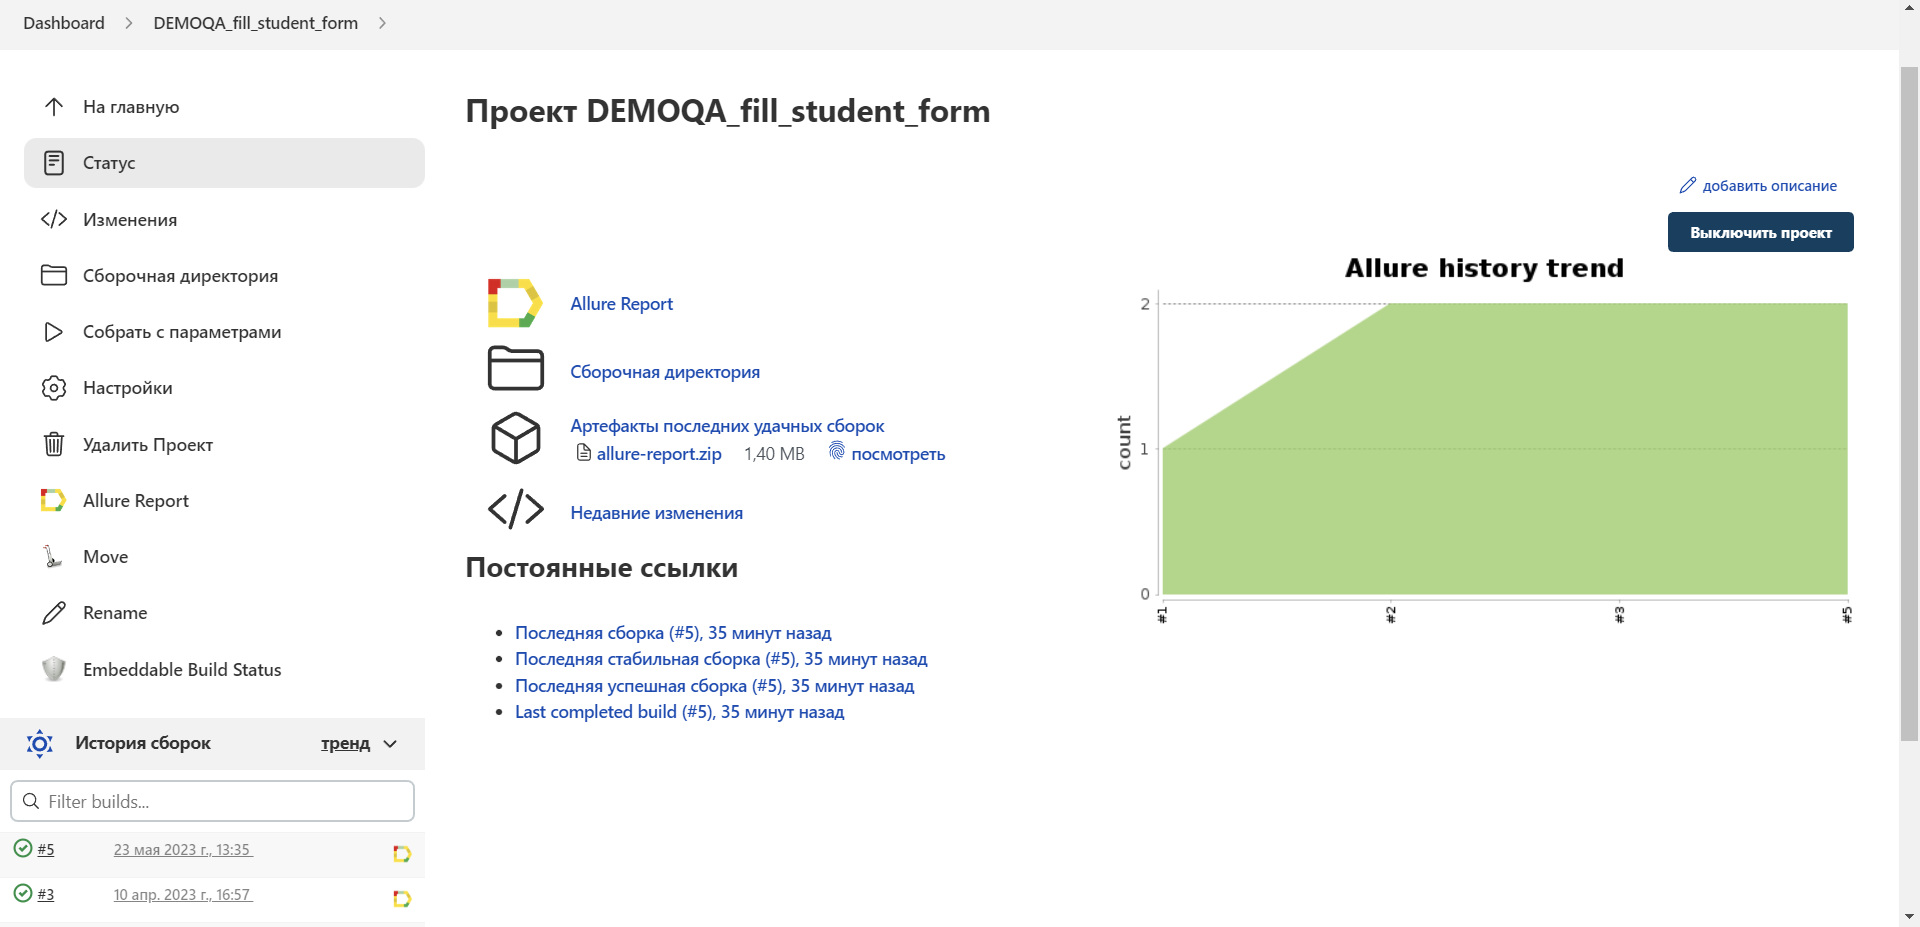 Dashboard
DEMOQA_fill_student_form
На главную
Статус
Изменения
Сборочная директория
Собрать с параметрами
Настройки
Удалить Проект
Allure Report
Move
Rename
Embeddable Build Status
История сборок
тренд
Filter builds...
#5 23 мая 2023 г., 13:35
#3 10 апр. 2023 г., 16:57
Проект DEMOQA_fill_student_form
добавить описание
Выключить проект
Allure Report
Сборочная директория
Артефакты последних удачных сборок
allure-report.zip 1,40 MB посмотреть
Недавние изменения
Постоянные ссылки
Последняя сборка (#5), 35 минут назад
Последняя стабильная сборка (#5), 35 минут назад
Последняя успешная сборка (#5), 35 минут назад
Last completed build (#5), 35 минут назад
Allure history trend
count
2
1
0
#1
#2
#3
#5